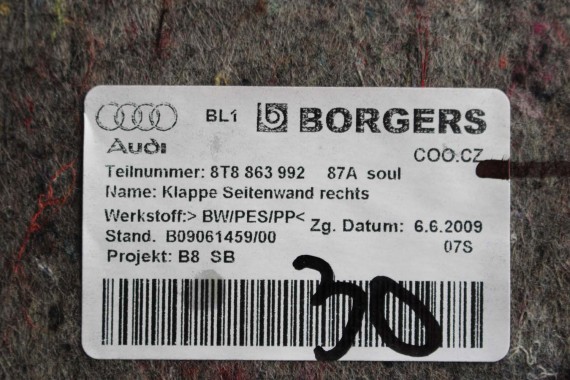 BL1 BORGERS
Audi
COO.CZ
Teilnummer: 8T8 863 992 87A soul
Name: Klappe Seitenwand rechts
Werkstoff:> BW/PES/PP< Zg. Datum: 6.6.2009
Stand. B09061459/00 07S
Projekt: B8 SB
30